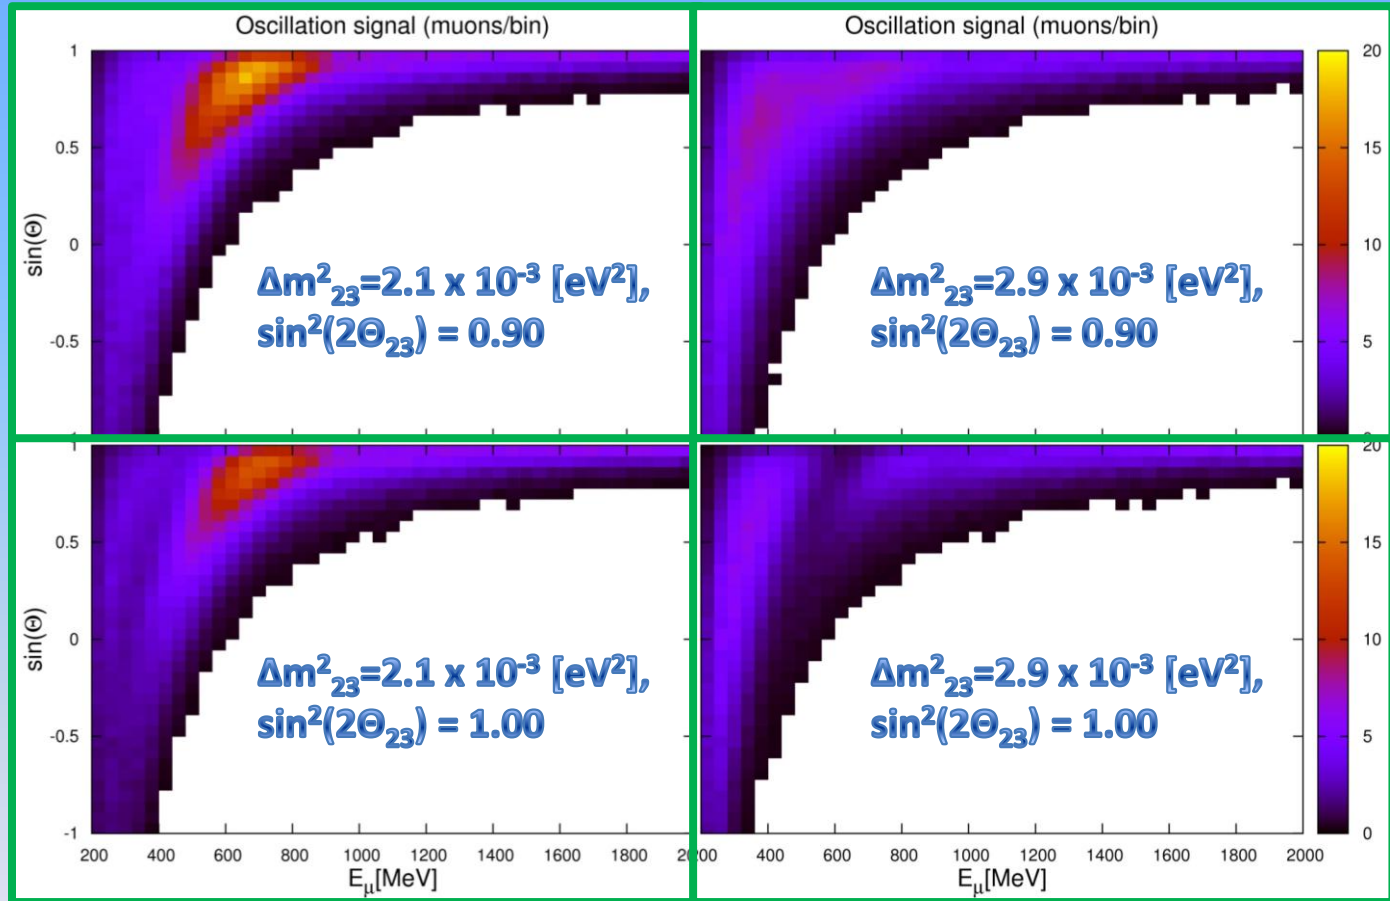 Oscillation signal (muons/bin)
1
0.5
0
-0.5
sin(Θ)
Δm²₂₃=2.1 x 10⁻³ [eV²],
sin²(2Θ₂₃) = 0.90
Oscillation signal (muons/bin)
Δm²₂₃=2.9 x 10⁻³ [eV²],
sin²(2Θ₂₃) = 0.90
20
15
10
5
0.5
0
-0.5
-1
sin(Θ)
Δm²₂₃=2.1 x 10⁻³ [eV²],
sin²(2Θ₂₃) = 1.00
200 400 600 800 1000 1200 1400 1600 1800
E_μ[MeV]
Δm²₂₃=2.9 x 10⁻³ [eV²],
sin²(2Θ₂₃) = 1.00
20
15
10
5
0
400 600 800 1000 1200 1400 1600 1800 2000
E_μ[MeV]